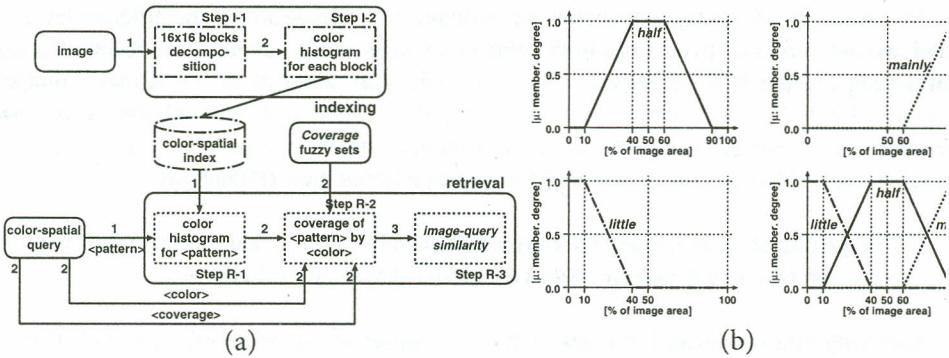 Step I-1
Step I-2
image
1
16x16 blocks
decompo-
sition
2
color
histogram
for each block
indexing
color-spatial
index
Coverage
fuzzy sets
1
2
retrieval
Step R-2
color-spatial
query
1
<pattern>
color
histogram
for <pattern>
2
coverage of
<pattern> by
<color>
3
image-query
similarity
Step R-1
Step R-3
2
2
2
2
<color>
<coverage>
(a)
|µ: member. degree]
1.0
0.5
0.0
half
0 10
40 50 60
90 100
[% of image area]
|µ: member. degree]
1.0
0.5
0.0
mainly
0
50 60
[% of image area]
|µ: member. degree]
1.0
0.5
0.0
little
0 10
40 50
100
[% of image area]
|µ: member. degree]
1.0
0.5
0.0
little
half
m
0 10
40 50 60
[% of image area]
(b)